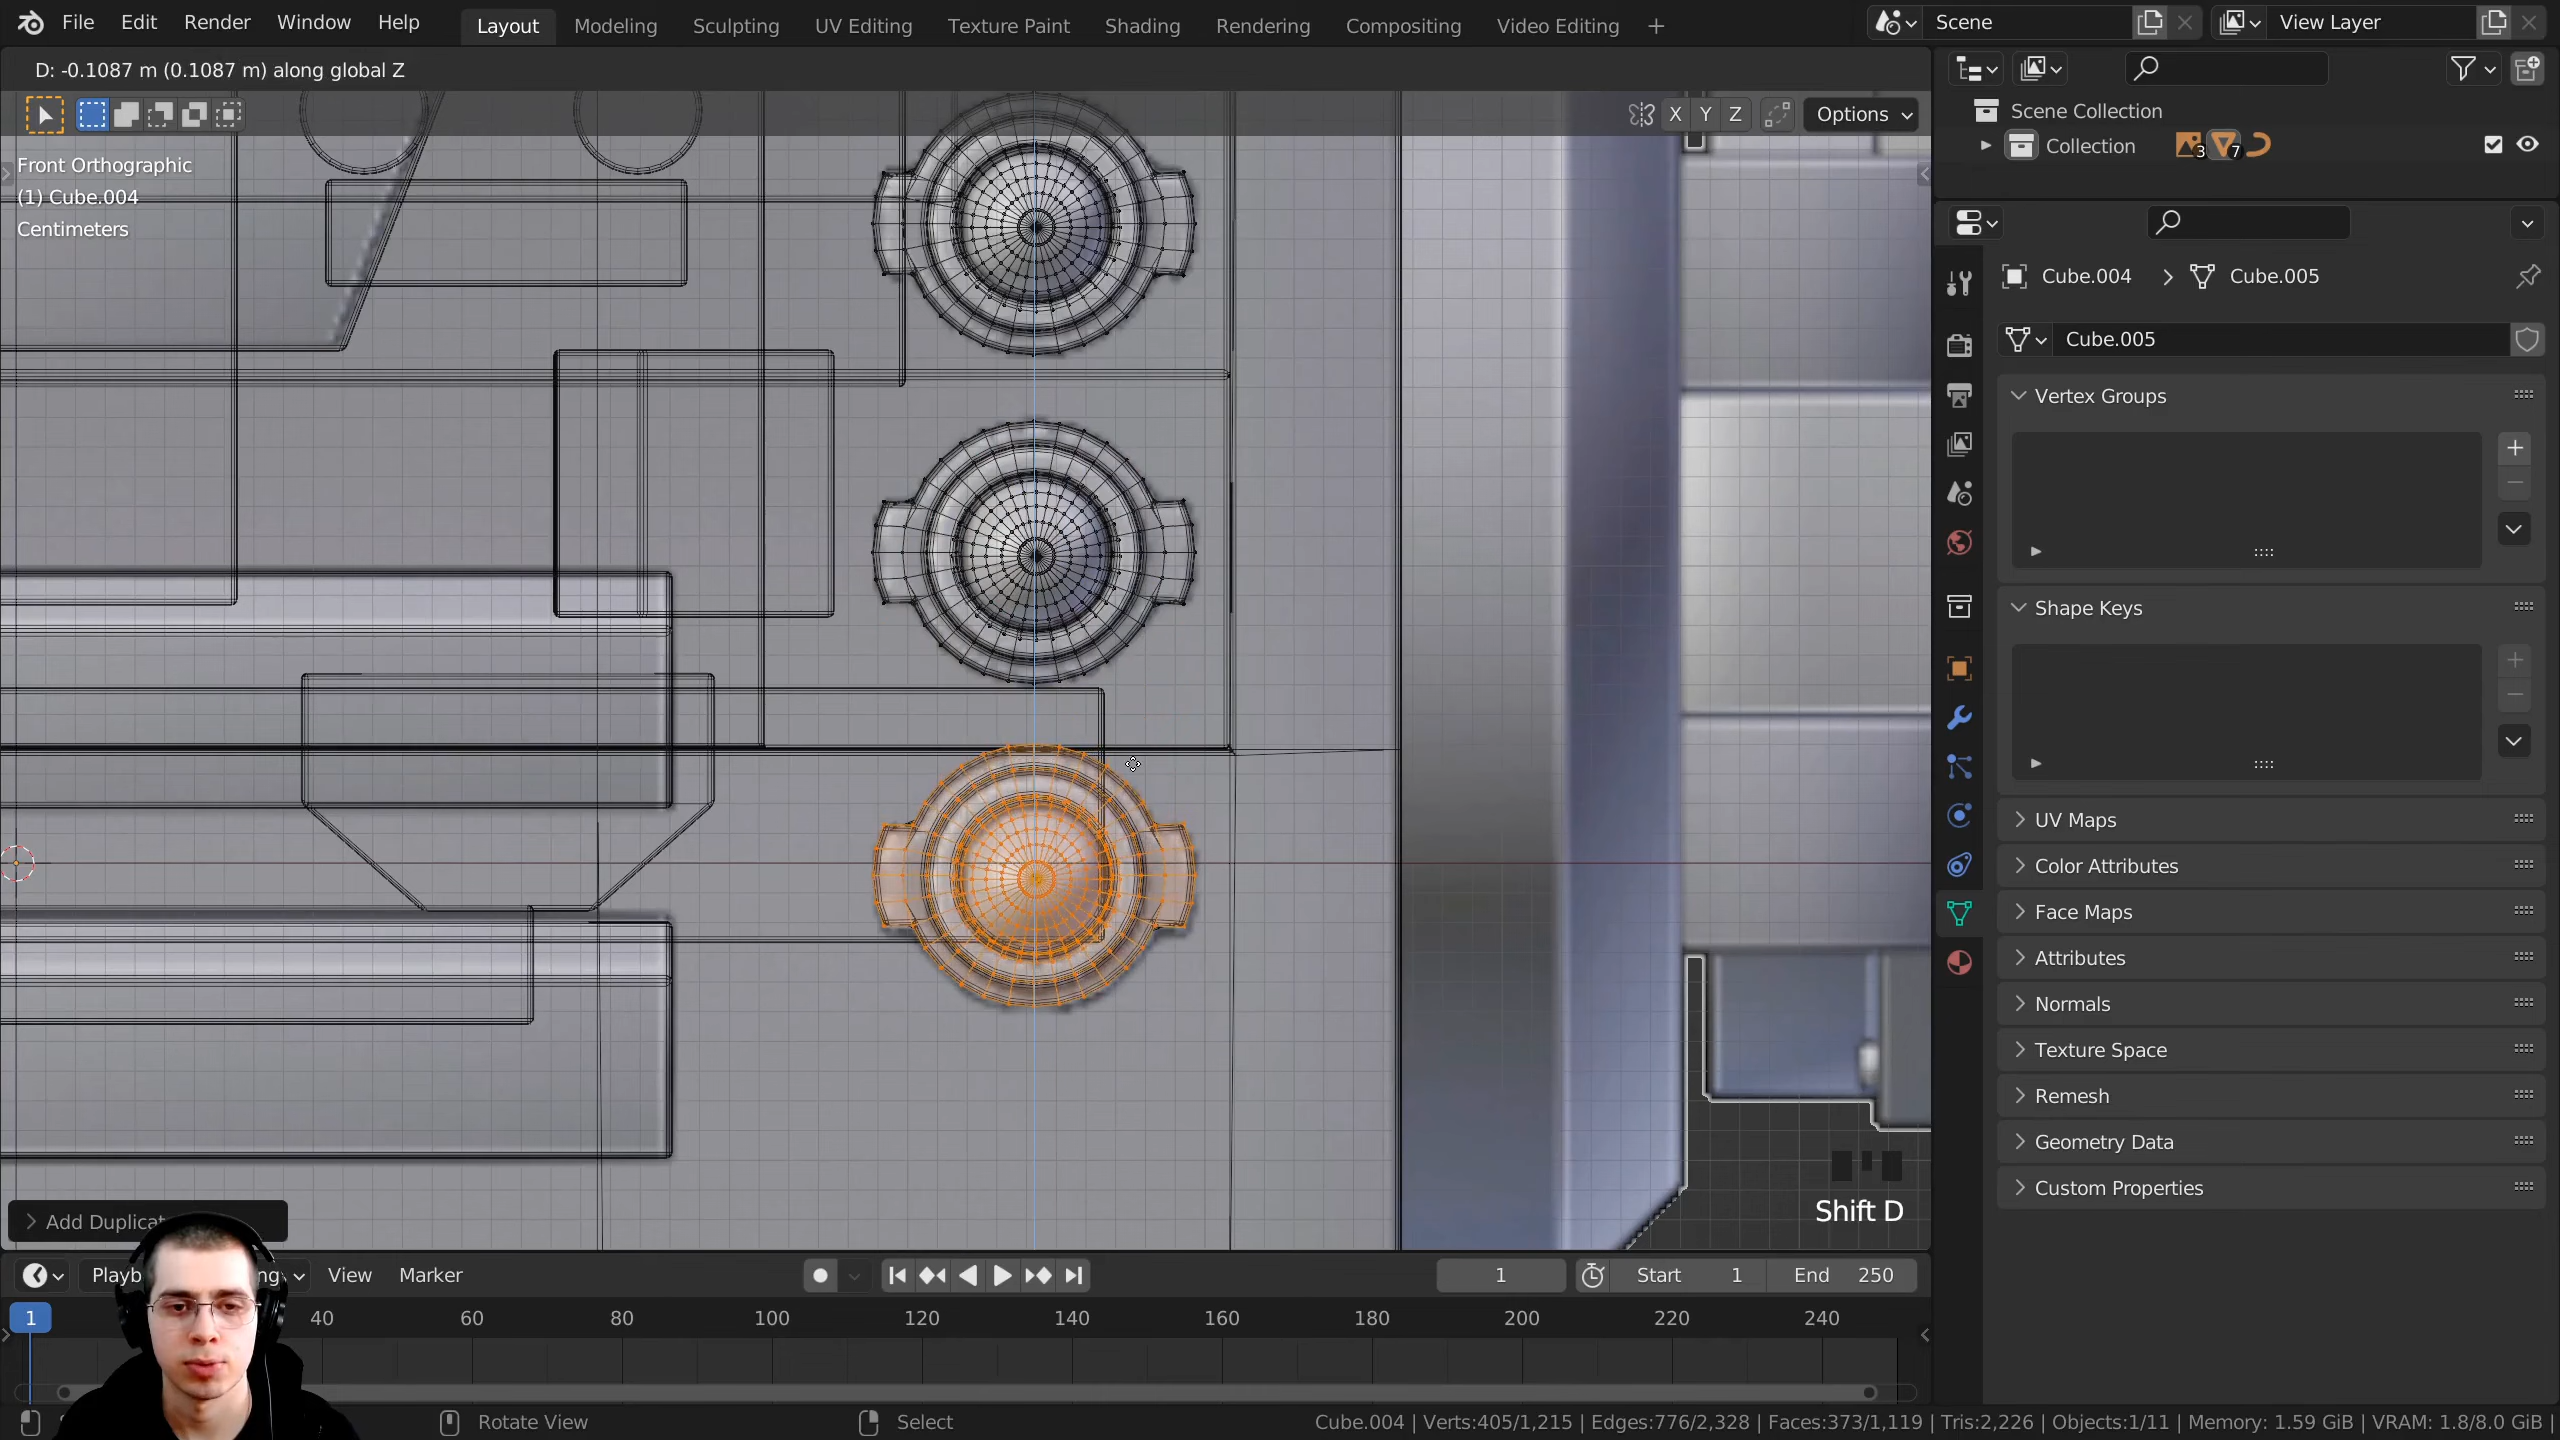 File Edit Render Window Help
Layout Modeling Sculpting UV Editing Texture Paint Shading Rendering Compositing Video Editing +
Scene
View Layer
D: -0.1087 m (0.1087 m) along global Z
X Y Z
Options
Front Orthographic
(1) Cube.004
Centimeters
Scene Collection
Collection 3 7
Cube.004 > Cube.005
Cube.005
Vertex Groups
Shape Keys
UV Maps
Color Attributes
Face Maps
Attributes
Normals
Texture Space
Remesh
Geometry Data
Custom Properties
Shift D
Add Duplicat
Playb ng View Marker
1 Start 1 End 250
1 40 60 80 100 120 140 160 180 200 220 240
Rotate View
Select
Cube.004 | Verts:405/1,215 | Edges:776/2,328 | Faces:373/1,119 | Tris:2,226 | Objects:1/11 | Memory: 1.59 GiB | VRAM: 1.8/8.0 GiB |